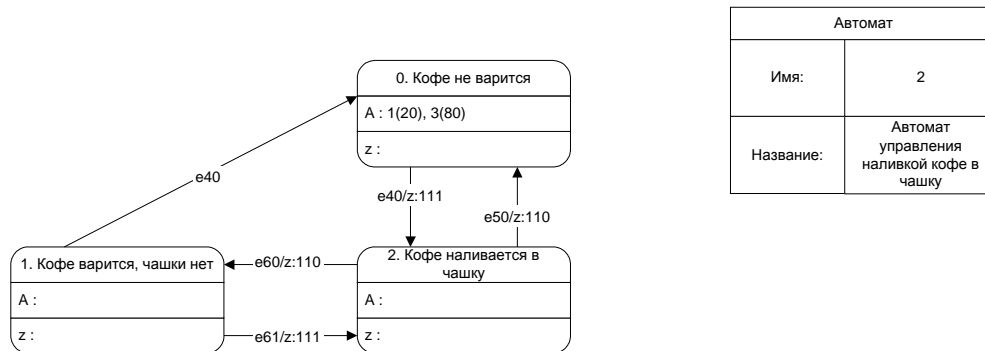 Автомат
Имя:
2
Название:
Автомат
управления
наливкой кофе в
чашку
0. Кофе не варится
A : 1(20), 3(80)
z :
e40
e40/z:111
e50/z:110
1. Кофе варится, чашки нет
A :
z :
e60/z:110
e61/z:111
2. Кофе наливается в
чашку
A :
z :